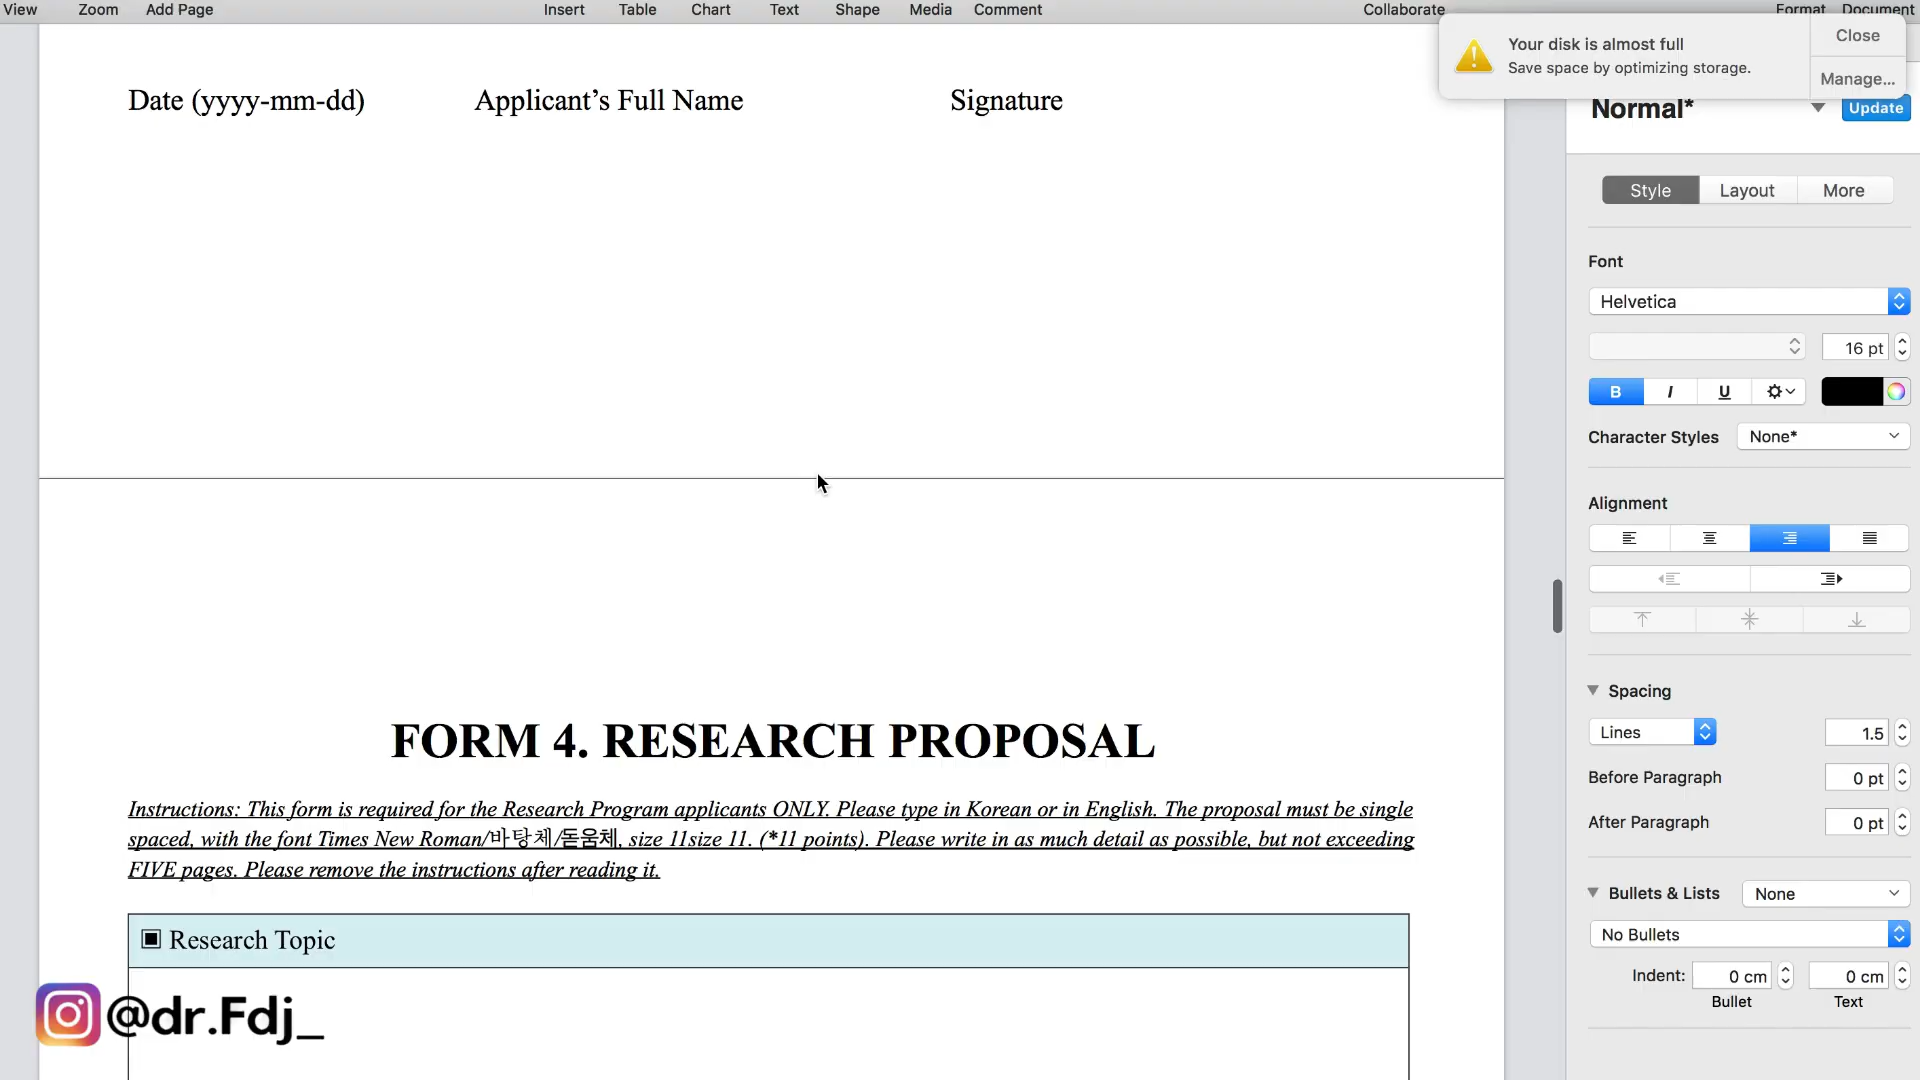 View Zoom Add Page Insert Table Chart Text Shape Media Comment Collaborate Format Document
Your disk is almost full
Save space by optimizing storage.
Close
Manage...
Date (yyyy-mm-dd) Applicant’s Full Name Signature
Normal*
Update
Style Layout More
Font
Helvetica
16 pt
B I U
Character Styles None*
Alignment
Spacing
Lines 1.5
Before Paragraph 0 pt
After Paragraph 0 pt
Bullets & Lists None
No Bullets
Indent: 0 cm 0 cm
Bullet Text
FORM 4. RESEARCH PROPOSAL
Instructions: This form is required for the Research Program applicants ONLY. Please type in Korean or in English. The proposal must be single
spaced, with the font Times New Roman/바탕체/돋움체, size 11size 11. (*11 points). Please write in as much detail as possible, but not exceeding
FIVE pages. Please remove the instructions after reading it.
▣ Research Topic
@dr.Fdj_